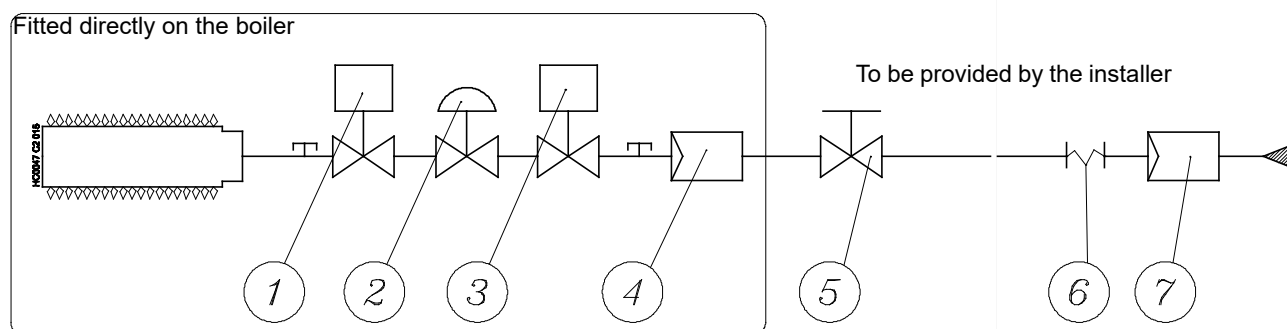 Fitted directly on the boiler
To be provided by the installer
HC0047 C2 015
1
2
3
4
5
6
7